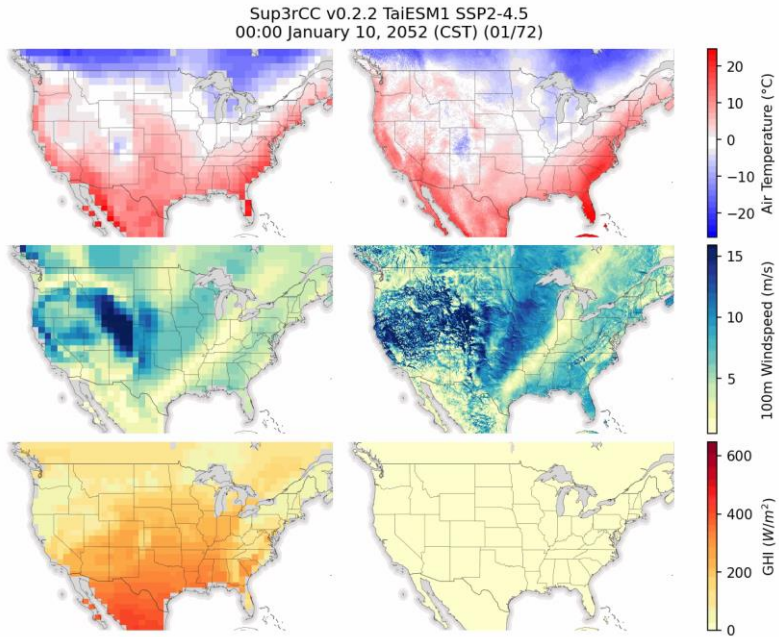 Sup3rCC v0.2.2 TaiESM1 SSP2-4.5
00:00 January 10, 2052 (CST) (01/72)
20
10
0
−10
−20
Air Temperature (°C)
15
10
5
100m Windspeed (m/s)
600
400
200
0
GHI (W/m²)